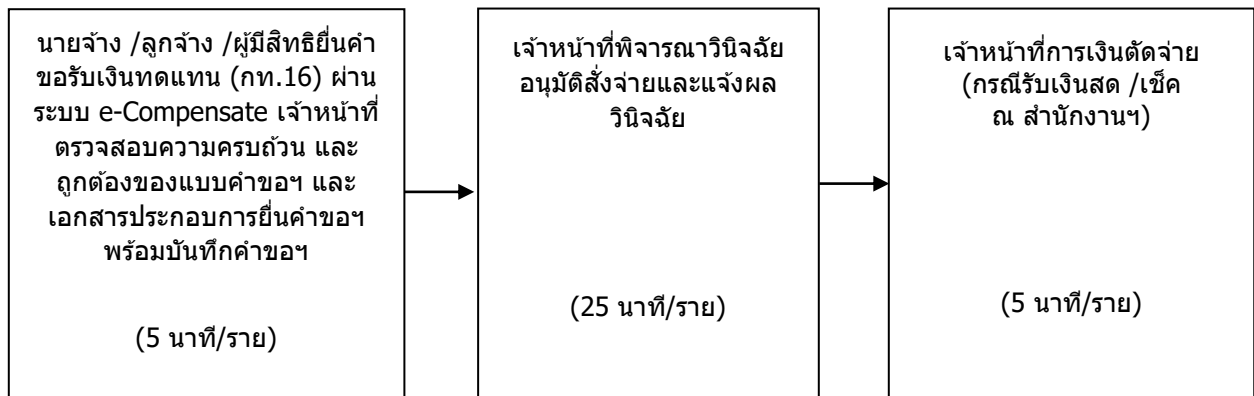 นายจ้าง /ลูกจ้าง /ผู้มีสิทธิยื่นคำ
ขอรับเงินทดแทน (กท.16) ผ่าน
ระบบ e-Compensate เจ้าหน้าที่
ตรวจสอบความครบถ้วน และ
ถูกต้องของแบบคำขอฯ และ
เอกสารประกอบการยื่นคำขอฯ
พร้อมบันทึกคำขอฯ
(5 นาที/ราย)
เจ้าหน้าที่พิจารณาวินิจฉัย
อนุมัติสั่งจ่ายและแจ้งผล
วินิจฉัย
(25 นาที/ราย)
เจ้าหน้าที่การเงินตัดจ่าย
(กรณีรับเงินสด /เช็ค
ณ สำนักงานฯ)
(5 นาที/ราย)